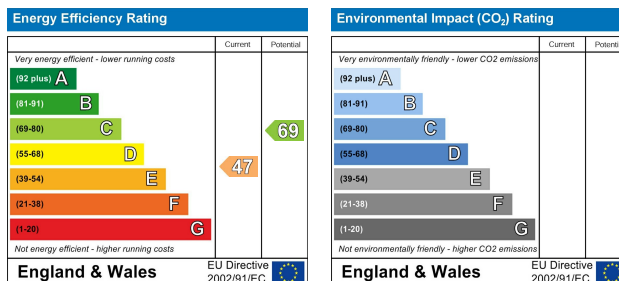 Energy Efficiency Rating
Current Potential
Very energy efficient - lower running costs
(92 plus) A
(81-91) B
(69-80) C
(55-68) D
(39-54) E
(21-38) F
(1-20) G
69
47
Not energy efficient - higher running costs
England & Wales
EU Directive
2002/91/EC
Environmental Impact (CO₂) Rating
Current Potenti
Very environmentally friendly - lower CO2 emissions
(92 plus) A
(81-91) B
(69-80) C
(55-68) D
(39-54) E
(21-38) F
(1-20) G
Not environmentally friendly - higher CO2 emissions
England & Wales
EU Directive
2002/91/EC